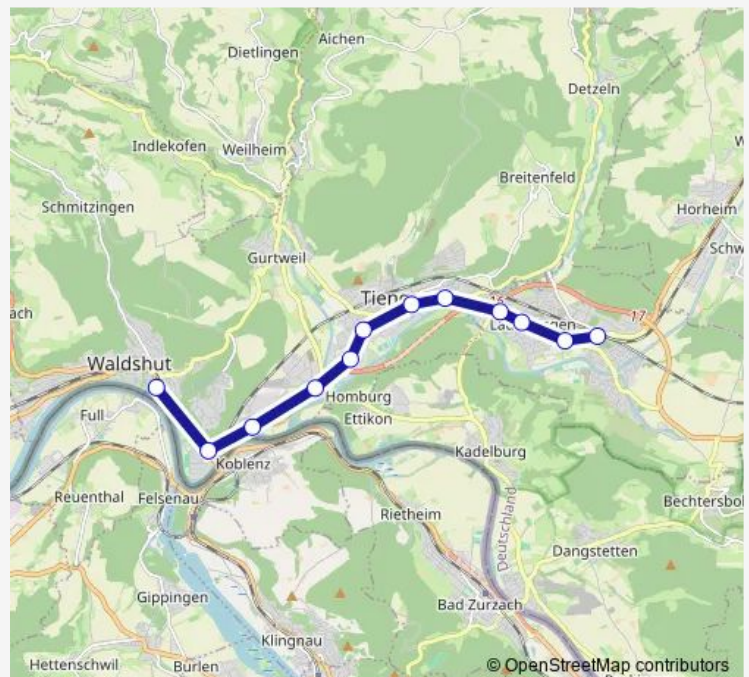 Aichen
Dietlingen
Detzeln
Indlekofen
Weilheim
Breitenfeld
Schmitzingen
Horheim
Gurtweil
17
Waldshut
Full
Homburg
Ettikon
Koblenz
Kadelburg
Reuenthal
Felsenau
Rietheim
Deutschland
Dangstetten
Gippingen
Bad Zurzach
Klingnau
Hettenschwil
Burlen
© OpenStreetMap contributors